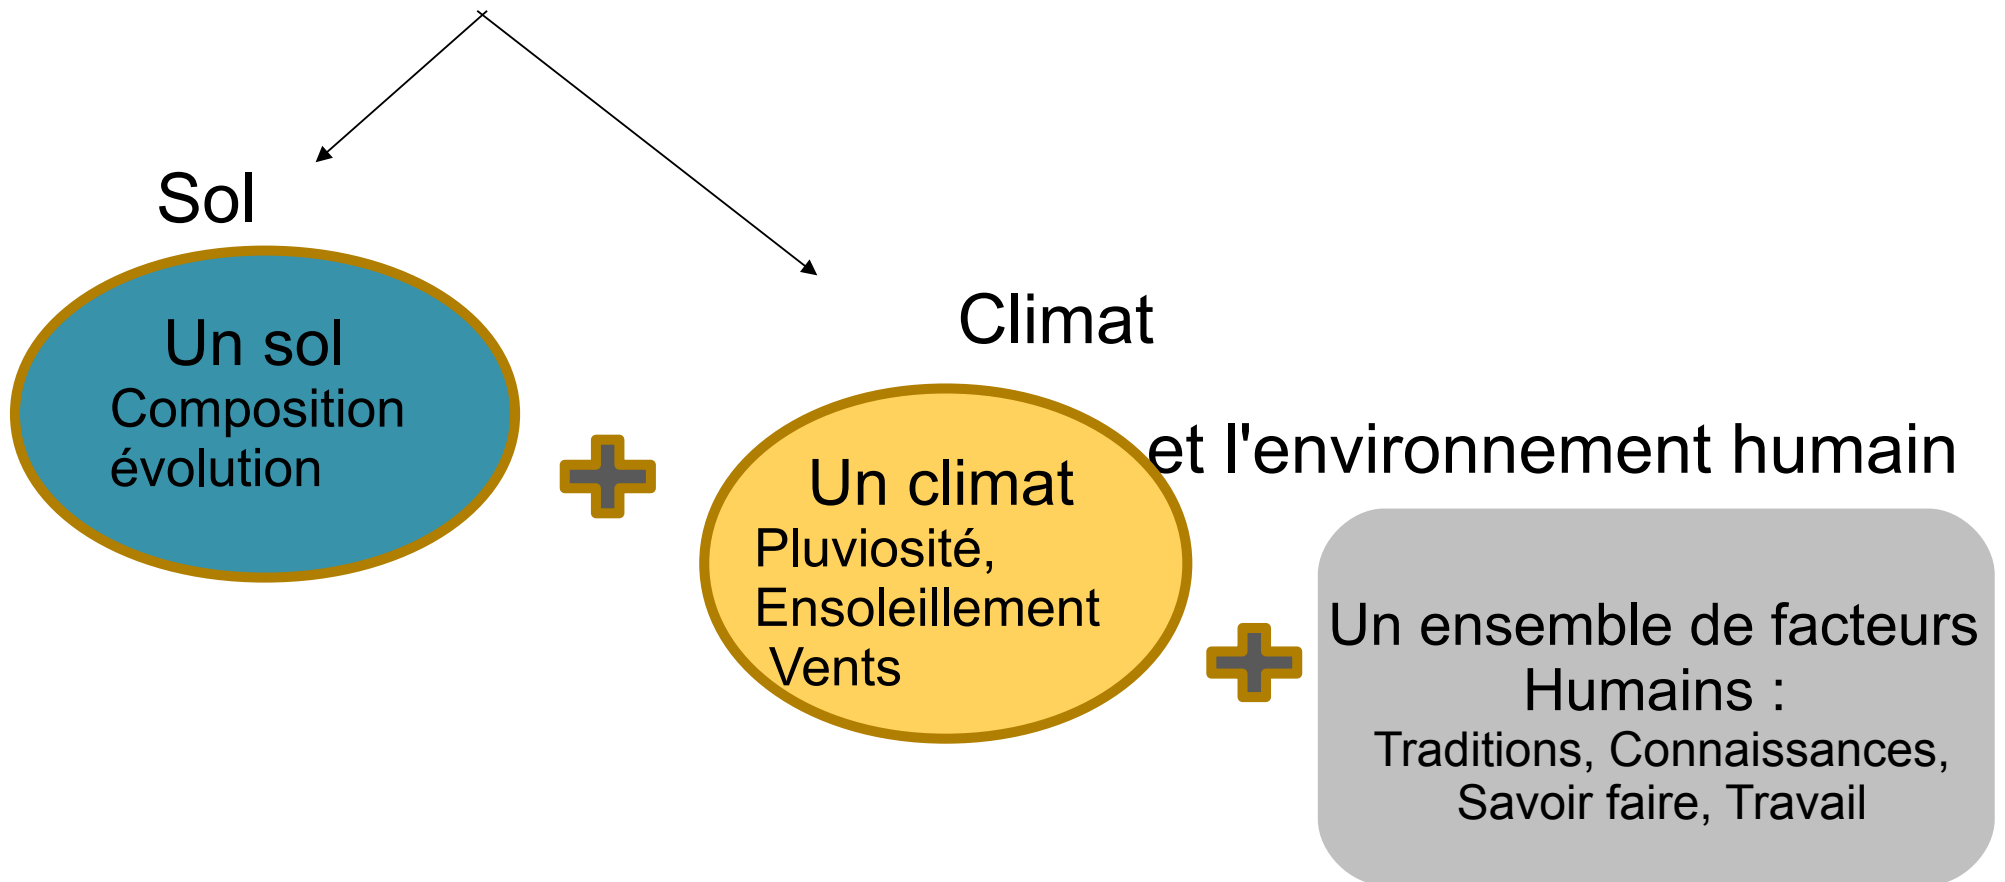 Sol
Un sol
Composition
évolution
Climat
Un climat
Pluviosité,
Ensoleillement
Vents
et l'environnement humain
Un ensemble de facteurs
Humains :
Traditions, Connaissances,
Savoir faire, Travail